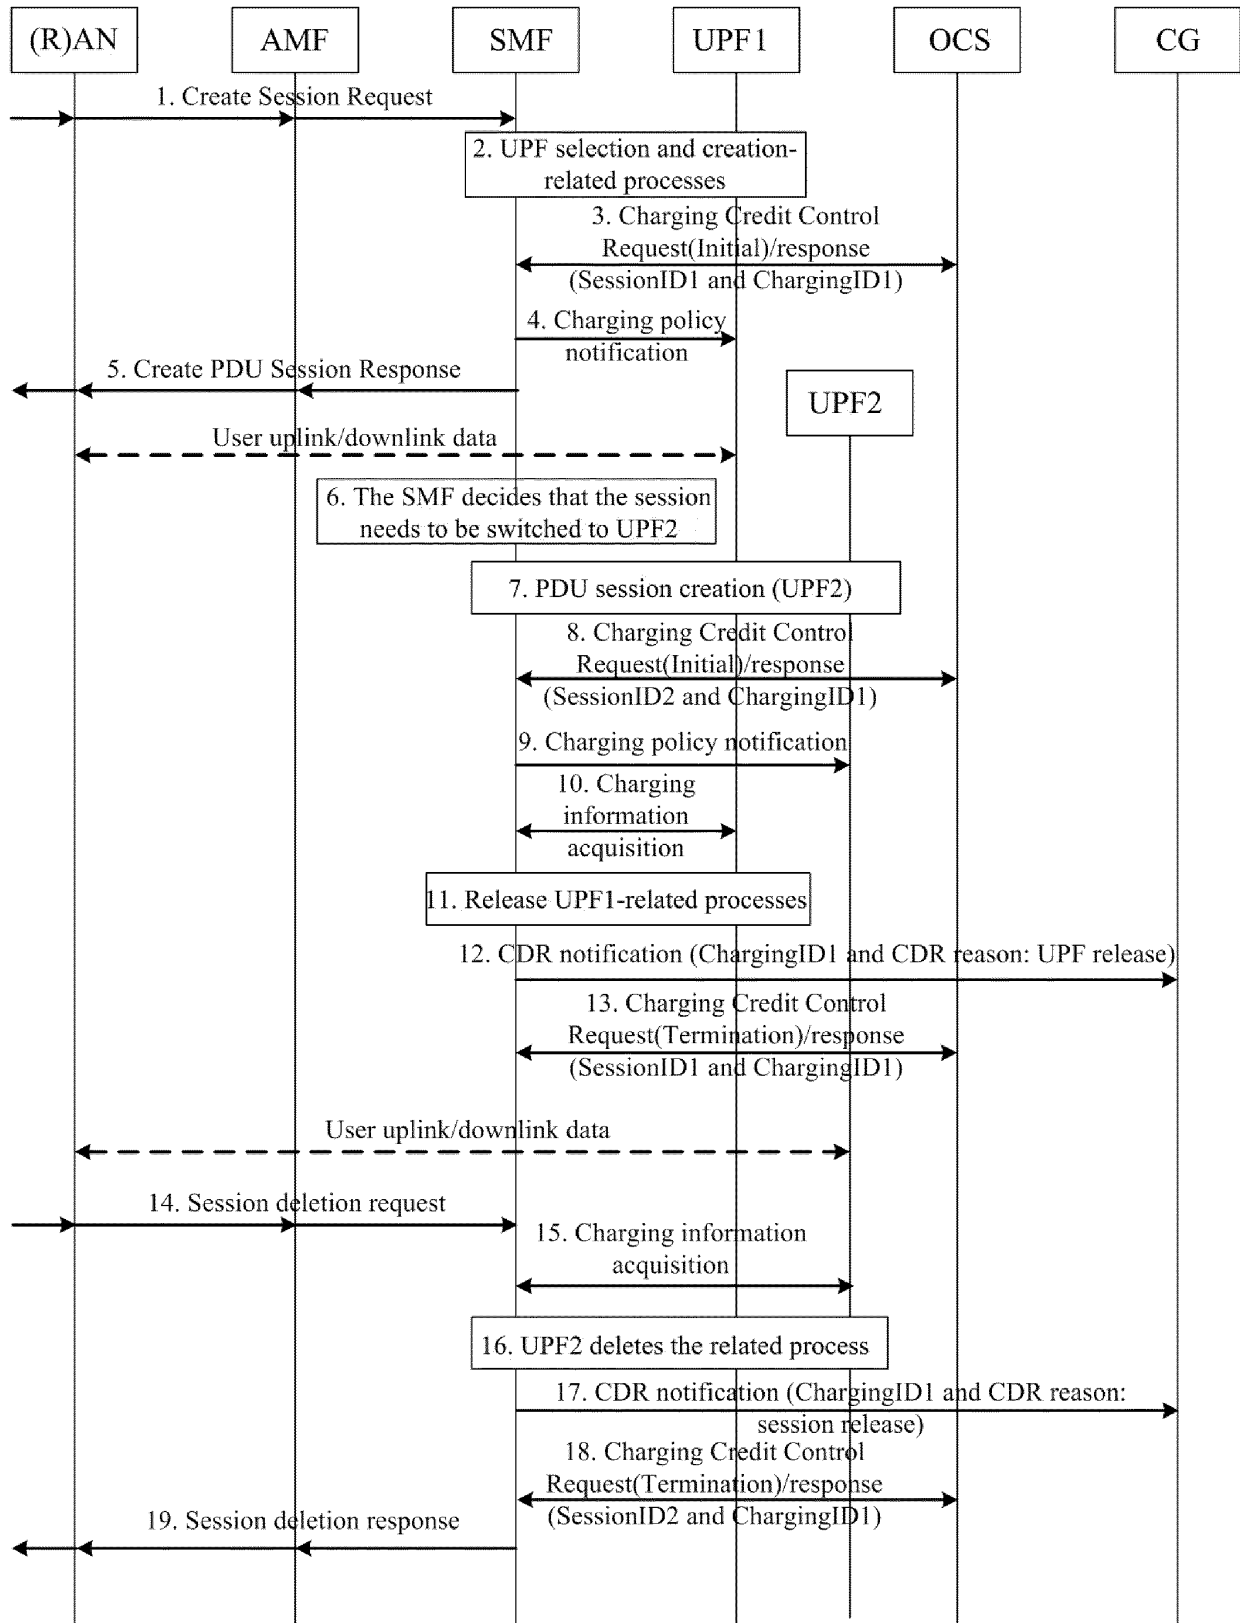 (R)AN
AMF
SMF
UPF1
OCS
CG
1. Create Session Request
2. UPF selection and creation-
related processes
3. Charging Credit Control
Request(Initial)/response
(SessionID1 and ChargingID1)
4. Charging policy
notification
5. Create PDU Session Response
UPF2
User uplink/downlink data
6. The SMF decides that the session
needs to be switched to UPF2
7. PDU session creation (UPF2)
8. Charging Credit Control
Request(Initial)/response
(SessionID2 and ChargingID1)
9. Charging policy notification
10. Charging
information
acquisition
11. Release UPF1-related processes
12. CDR notification (ChargingID1 and CDR reason: UPF release)
13. Charging Credit Control
Request(Termination)/response
(SessionID1 and ChargingID1)
User uplink/downlink data
14. Session deletion request
15. Charging information
acquisition
16. UPF2 deletes the related process
17. CDR notification (ChargingID1 and CDR reason:
session release)
18. Charging Credit Control
Request(Termination)/response
(SessionID2 and ChargingID1)
19. Session deletion response